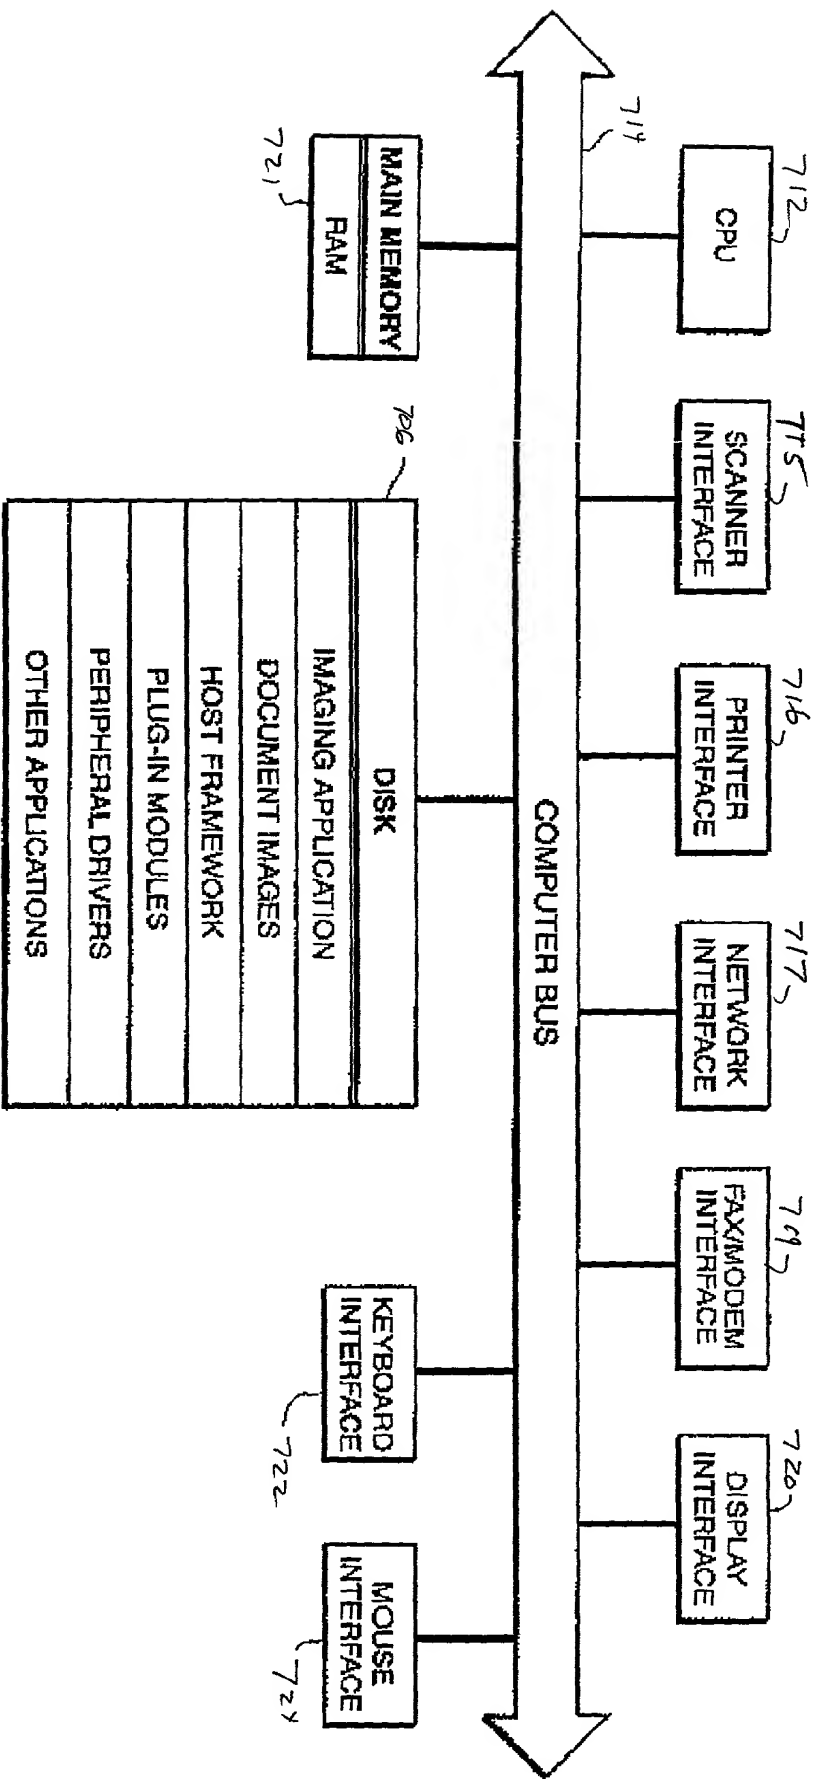 712
CPU
715
SCANNER
INTERFACE
716
PRINTER
INTERFACE
717
NETWORK
INTERFACE
719
FAX/MODEM
INTERFACE
720
DISPLAY
INTERFACE
714
COMPUTER BUS
MAIN MEMORY
RAM
721
706
DISK
IMAGING APPLICATION
DOCUMENT IMAGES
HOST FRAMEWORK
PLUG-IN MODULES
PERIPHERAL DRIVERS
OTHER APPLICATIONS
KEYBOARD
INTERFACE
722
MOUSE
INTERFACE
724